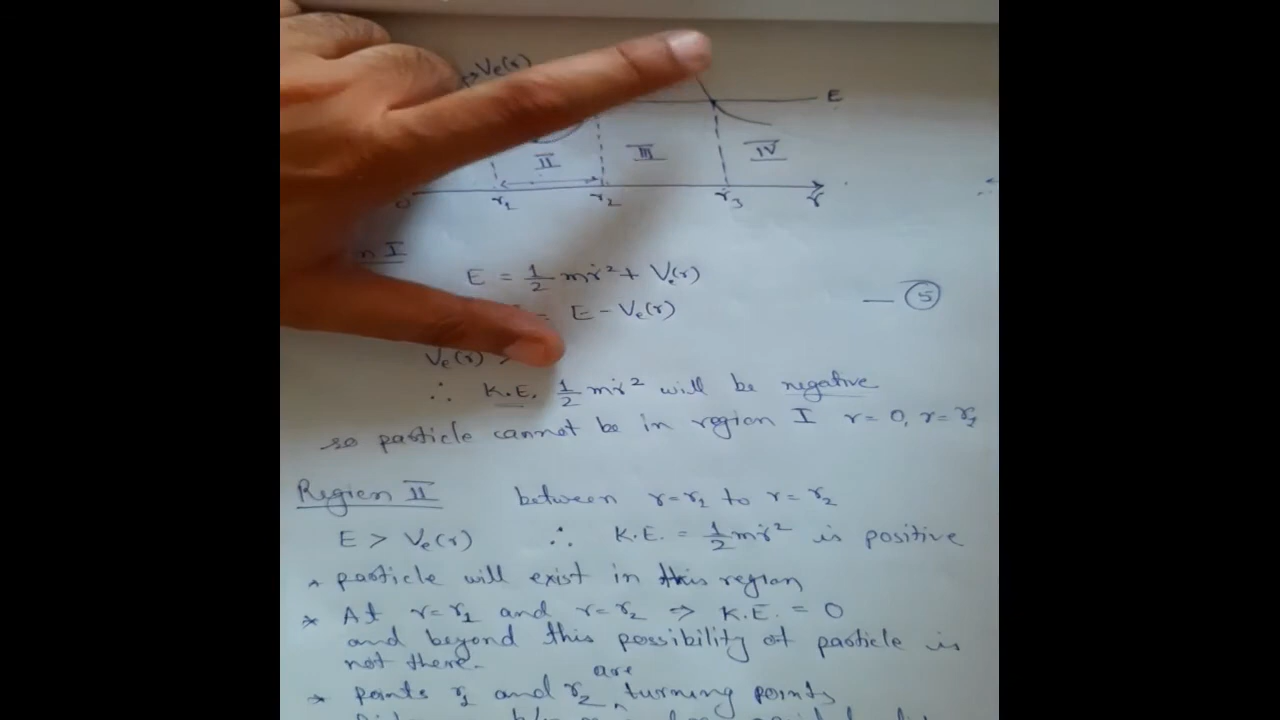 Ve(r)
E
II III IV
0 r1 r2 r3 r
n I
E = 1/2 mṙ² + Ve(r)
= E - Ve(r) — ⑤
Ve(r) >
∴ K.E. 1/2 mṙ² will be negative
so particle cannot be in region I r=0, r=r1
Region II between r=r1 to r=r2
E > Ve(r) ∴ K.E. = 1/2 mṙ² is positive
* particle will exist in this region
* At r=r1 and r=r2 ⇒ K.E. = 0
and beyond this possibility of particle is
not there.
* points r1 and r2 are turning points